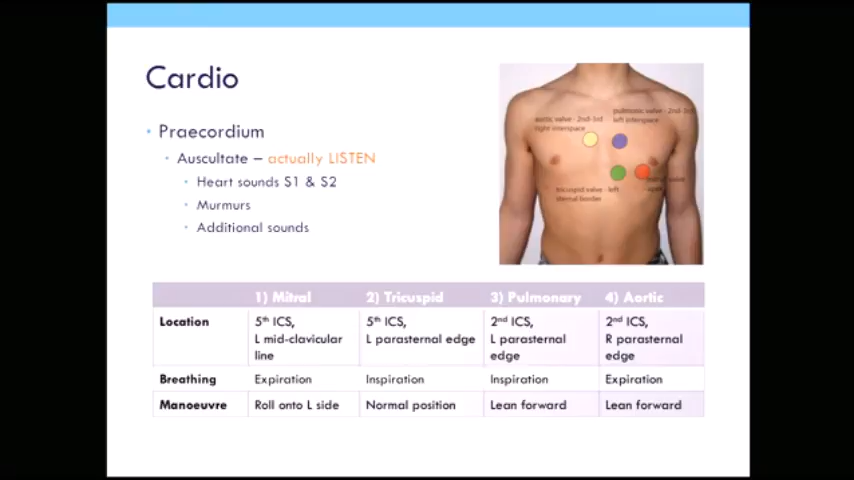 Cardio
Praecordium
Auscultate – actually LISTEN
Heart sounds S1 & S2
Murmurs
Additional sounds
aortic valve - 2nd-3rd
right interspace
pulmonic valve - 2nd-3rd
left interspace
tricuspid valve - left
sternal border
valve
1) Mitral 2) Tricuspid 3) Pulmonary 4) Aortic
Location 5th ICS, 5th ICS, 2nd ICS, 2nd ICS,
L mid-clavicular L parasternal edge L parasternal R parasternal
line edge edge
Breathing Expiration Inspiration Inspiration Expiration
Manoeuvre Roll onto L side Normal position Lean forward Lean forward